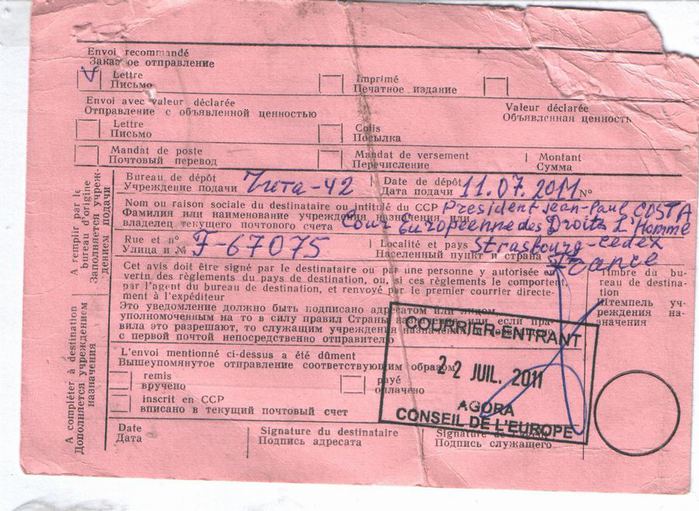 Envoi recommandé
Заказное отправление
Lettre
Письмо
Imprimé
Печатное издание
Envoi avec valeur déclarée
Отправление с объявленной ценностью
Valeur déclarée
Объявленная ценность
Lettre
Письмо
Colis
Посылка
Mandat de poste
Почтовый перевод
Mandat de versement
Перечисление
Montant
Сумма
A remplir par le bureau d'origine
Заполняется учреждением подачи
Bureau de dépôt
Учреждение подачи Чита-42
Date de dépôt
Дата подачи 11.07.2011 №
Nom ou raison sociale du destinataire ou intitulé du CCP President Jean-Paul COSTA
Фамилия или наименование учреждения или
владелец текущего почтового счета Cour Européenne des Droits L'Homme
Rue et n°
Улица и № F-67075
Localité et pays Strasbourg-cedex
Населенный пункт и страна France
Cet avis doit être signé par le destinataire ou par une personne y autorisée en
vertu des règlements du pays de destination, ou, si ces règlements le comportent,
par l'agent du bureau de destination, et renvoyé par le premier courrier directe-
ment à l'expéditeur
Это уведомление должно быть подписано адресатом или лицом,
уполномоченным на то в силу правил Страны
вила это разрешают, то служащим учреждения
с первой почтой непосредственно отправителю
Timbre du bureau de destination
Штемпель учреждения назначения
A compléter à destination
Дополняется учреждением назначения
L'envoi mentionné ci-dessus a été dûment
Вышеупомянутое отправление соответствующим образом
remis
вручено
payé
оплачено
inscrit en CCP
вписано в текущий почтовый счет
COURRIER-ENTRANT
22 JUIL. 2011
AGORA
CONSEIL DE L'EUROPE
Date
Дата
Signature du destinataire
Подпись адресата
Signature de
Подпись служащего